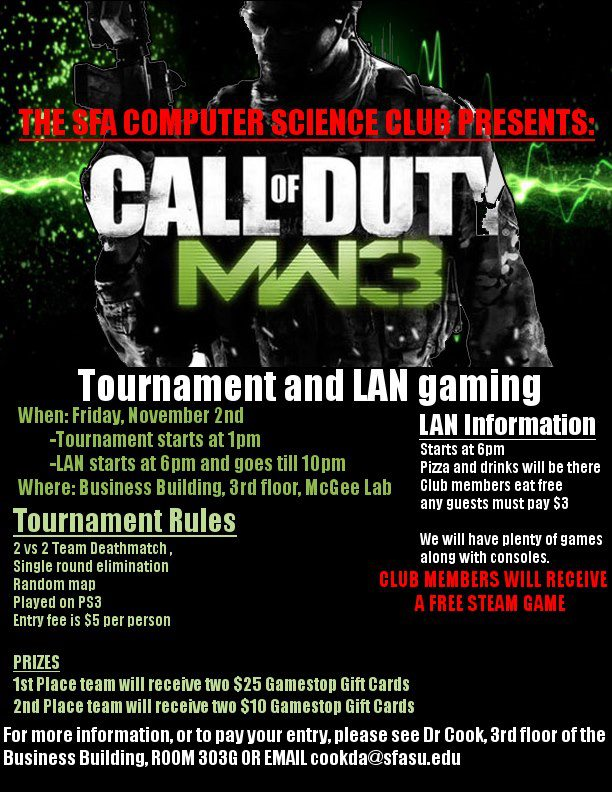 THE SFA COMPUTER SCIENCE CLUB PRESENTS:
CALL OF DUTY
MW3
Tournament and LAN gaming
When: Friday, November 2nd
-Tournament starts at 1pm
-LAN starts at 6pm and goes till 10pm
Where: Business Building, 3rd floor, McGee Lab
LAN Information
Starts at 6pm
Pizza and drinks will be there
Club members eat free
any guests must pay $3
We will have plenty of games
along with consoles.
CLUB MEMBERS WILL RECEIVE
A FREE STEAM GAME
Tournament Rules
2 vs 2 Team Deathmatch ,
Single round elimination
Random map
Played on PS3
Entry fee is $5 per person
PRIZES
1st Place team will receive two $25 Gamestop Gift Cards
2nd Place team will receive two $10 Gamestop Gift Cards
For more information, or to pay your entry, please see Dr Cook, 3rd floor of the
Business Building, ROOM 303G OR EMAIL cookda@sfasu.edu